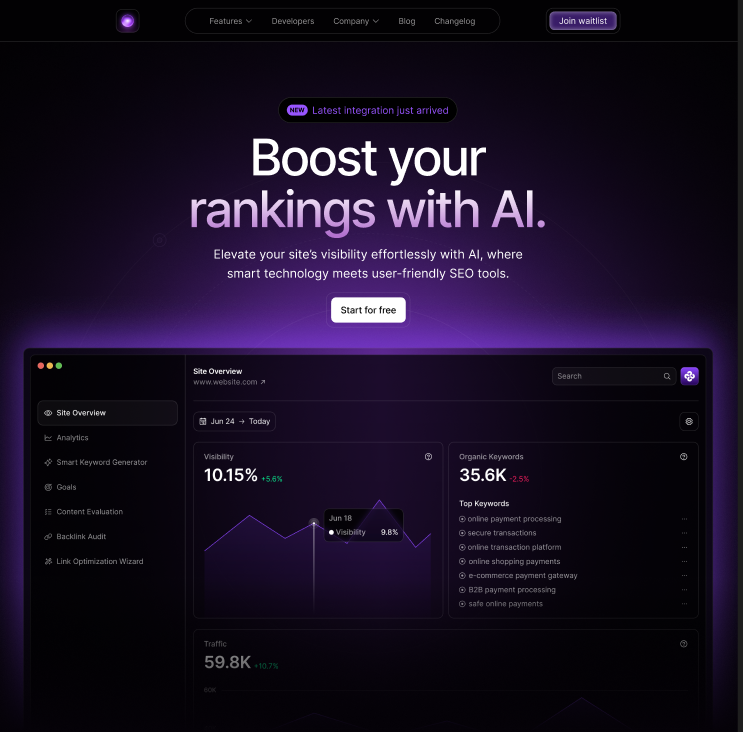 Features
Developers
Company
Blog
Changelog
Join waitlist
NEW Latest integration just arrived
Boost your
rankings with AI.
Elevate your site's visibility effortlessly with AI, where
smart technology meets user-friendly SEO tools.
Start for free
Site Overview
www.website.com ↗
Search
Site Overview
Analytics
Smart Keyword Generator
Goals
Content Evaluation
Backlink Audit
Link Optimization Wizard
Jun 24 → Today
Visibility
10.15% +5.6%
Jun 18
Visibility 9.8%
Organic Keywords
35.6K -2.5%
Top Keywords
online payment processing
secure transactions
online transaction platform
online shopping payments
e-commerce payment gateway
B2B payment processing
safe online payments
Traffic
59.8K +10.7%